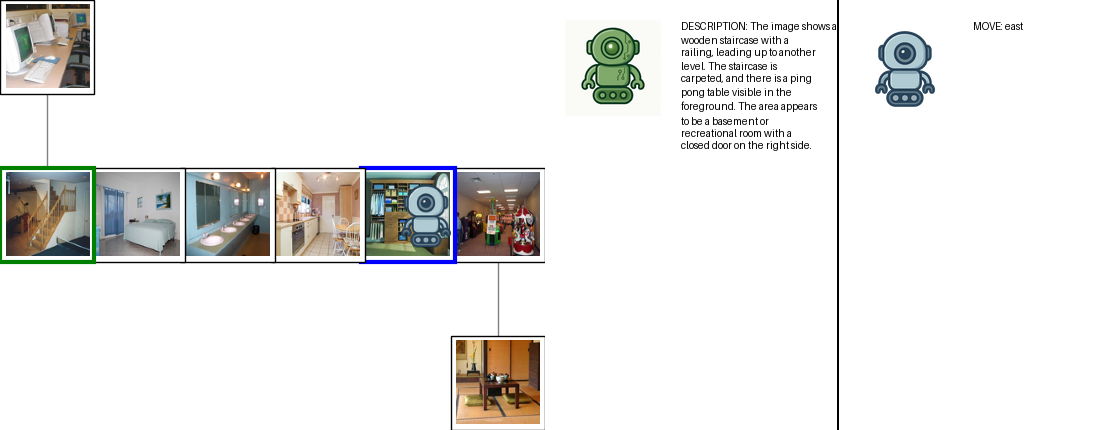 DESCRIPTION: The image shows a
wooden staircase with a
railing, leading up to another
level. The staircase is
carpeted, and there is a ping
pong table visible in the
foreground. The area appears
to be a basement or
recreational room with a
closed door on the right side.
MOVE: east